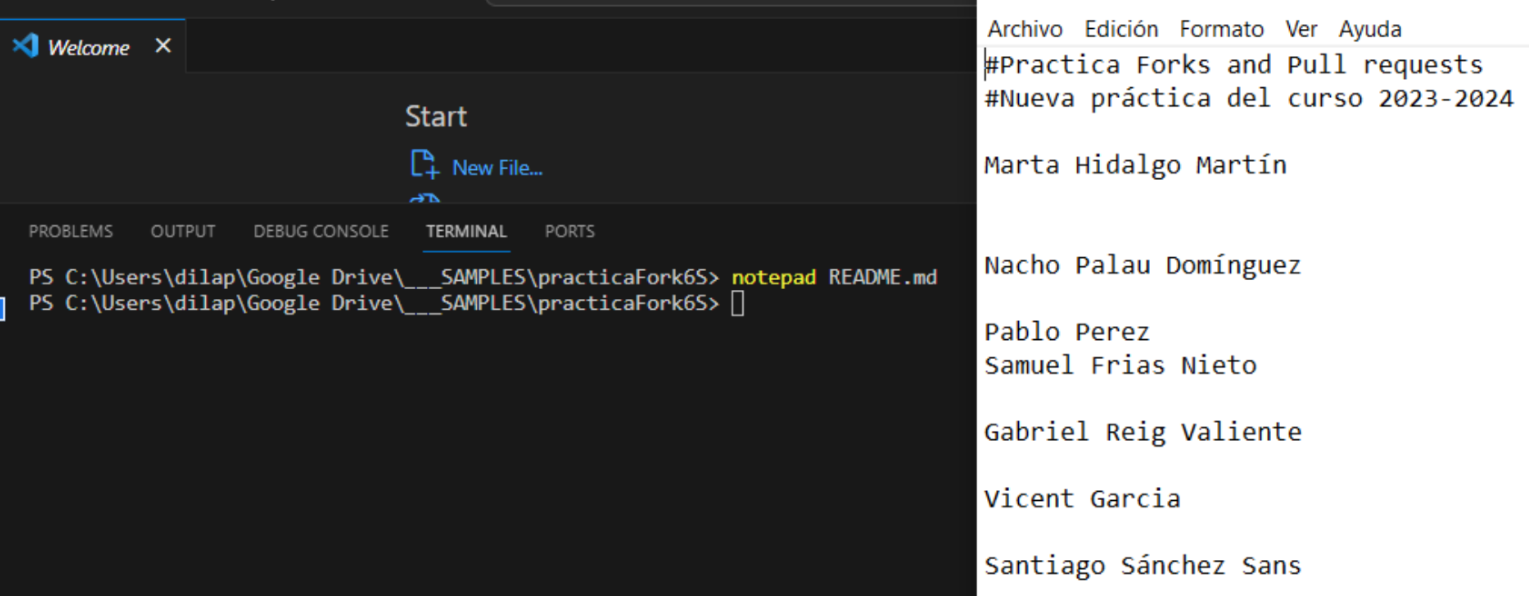 Welcome
Start
New File...
PROBLEMS OUTPUT DEBUG CONSOLE TERMINAL PORTS
PS C:\Users\dilap\Google Drive\___SAMPLES\practicaFork6S> notepad README.md
PS C:\Users\dilap\Google Drive\___SAMPLES\practicaFork6S>
Archivo Edición Formato Ver Ayuda
#Practica Forks and Pull requests
#Nueva práctica del curso 2023-2024
Marta Hidalgo Martín
Nacho Palau Domínguez
Pablo Perez
Samuel Frias Nieto
Gabriel Reig Valiente
Vicent Garcia
Santiago Sánchez Sans